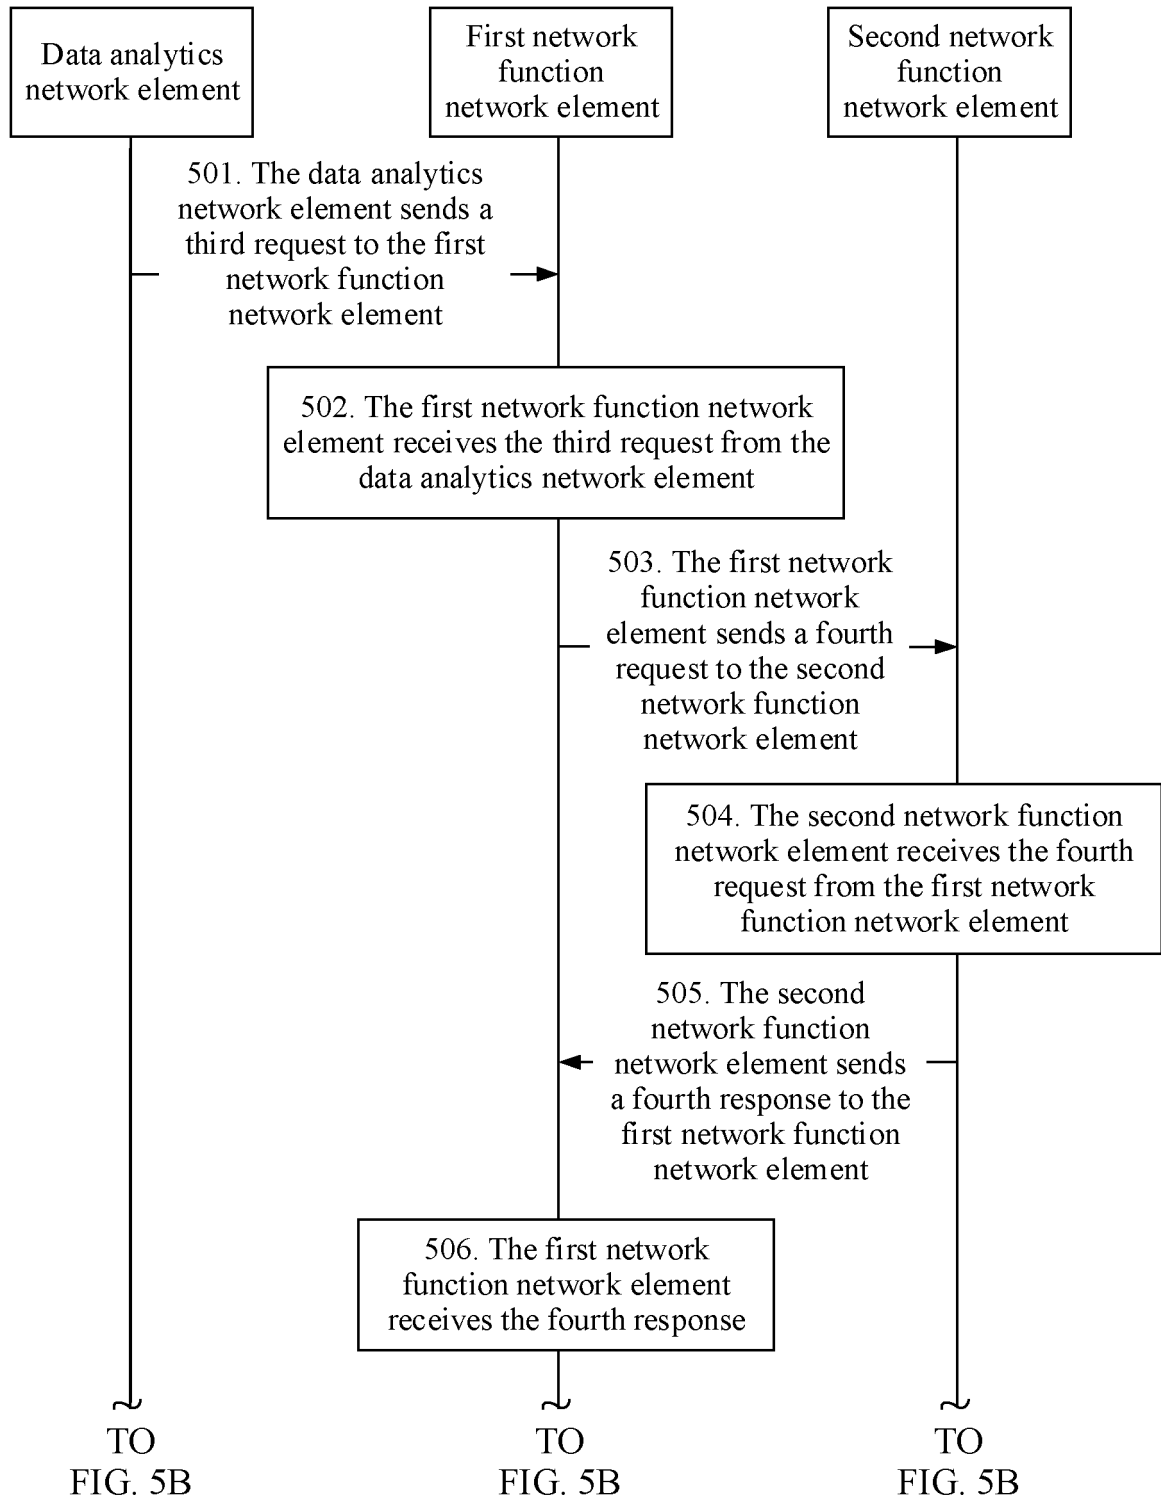 Data analytics
network element
First network
function
network element
Second network
function
network element
501. The data analytics
network element sends a
third request to the first
network function
network element
502. The first network function network
element receives the third request from the
data analytics network element
503. The first network
function network
element sends a fourth
request to the second
network function
network element
504. The second network function
network element receives the fourth
request from the first network
function network element
505. The second
network function
network element sends
a fourth response to the
first network function
network element
506. The first network
function network element
receives the fourth response
TO
FIG. 5B
TO
FIG. 5B
TO
FIG. 5B